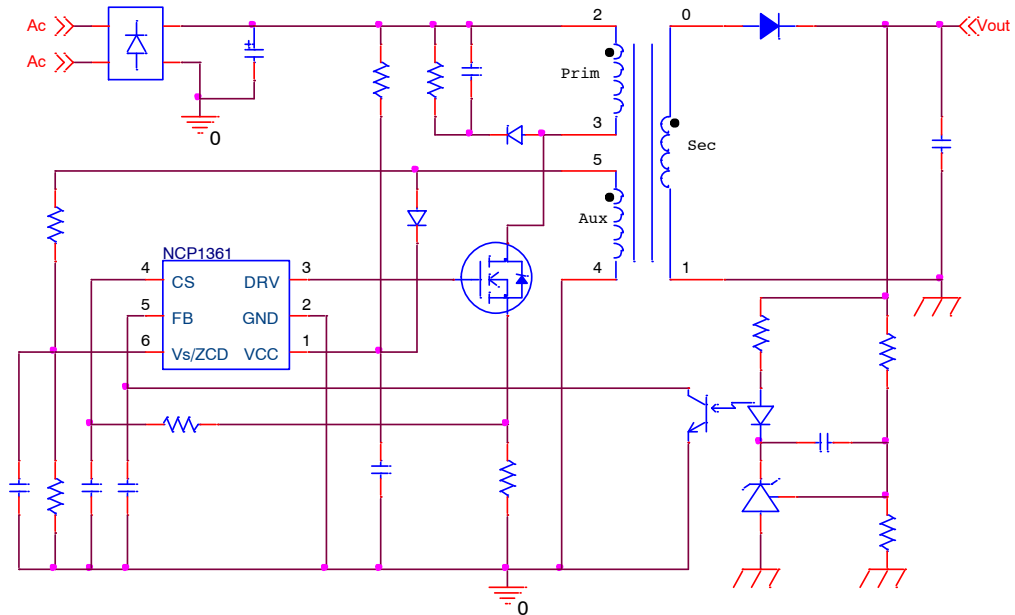 Ac
Ac
0
2
Prim
3
5
Aux
4
0
Sec
1
Vout
NCP1361
4 CS DRV 3
5 FB GND 2
6 Vs/ZCD VCC 1
0